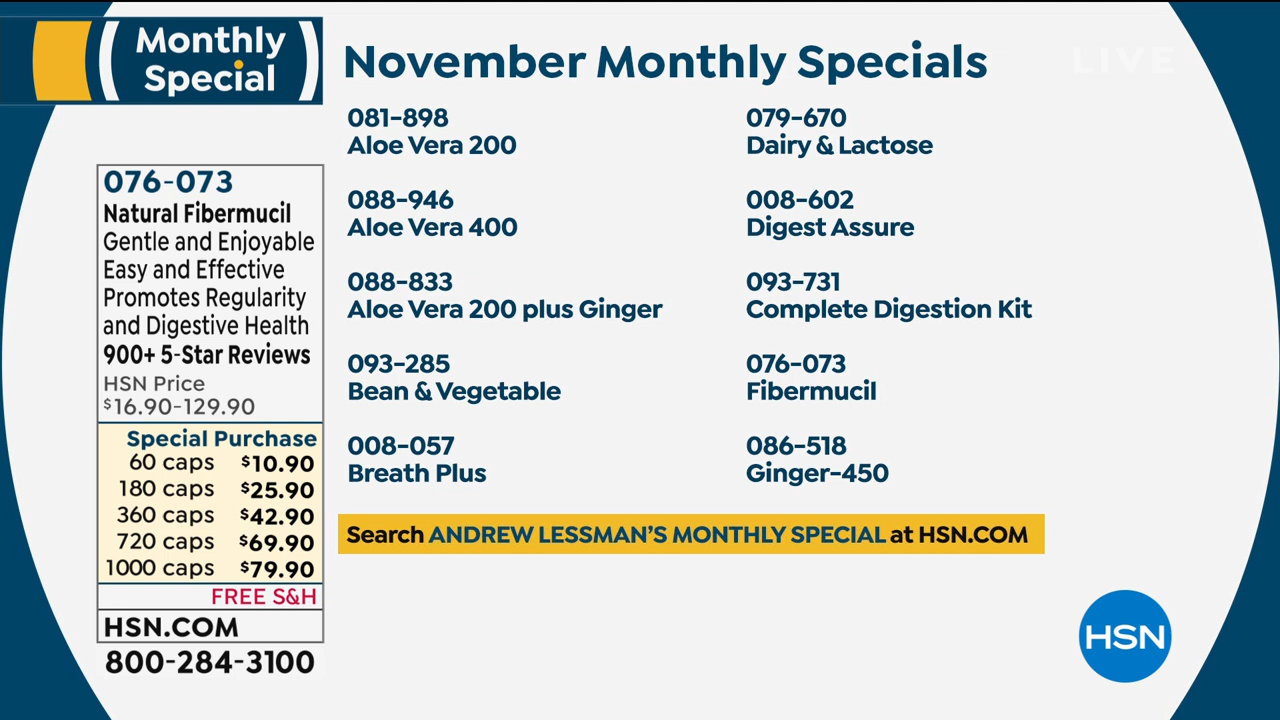 Monthly
Special
November Monthly Specials
LIVE
081-898
Aloe Vera 200
088-946
Aloe Vera 400
088-833
Aloe Vera 200 plus Ginger
093-285
Bean & Vegetable
008-057
Breath Plus
079-670
Dairy & Lactose
008-602
Digest Assure
093-731
Complete Digestion Kit
076-073
Fibermucil
086-518
Ginger-450
Search ANDREW LESSMAN'S MONTHLY SPECIAL at HSN.COM
076-073
Natural Fibermucil
Gentle and Enjoyable
Easy and Effective
Promotes Regularity
and Digestive Health
900+ 5-Star Reviews
HSN Price
$16.90-129.90
Special Purchase
60 caps $10.90
180 caps $25.90
360 caps $42.90
720 caps $69.90
1000 caps $79.90
FREE S&H
HSN.COM
800-284-3100
HSN